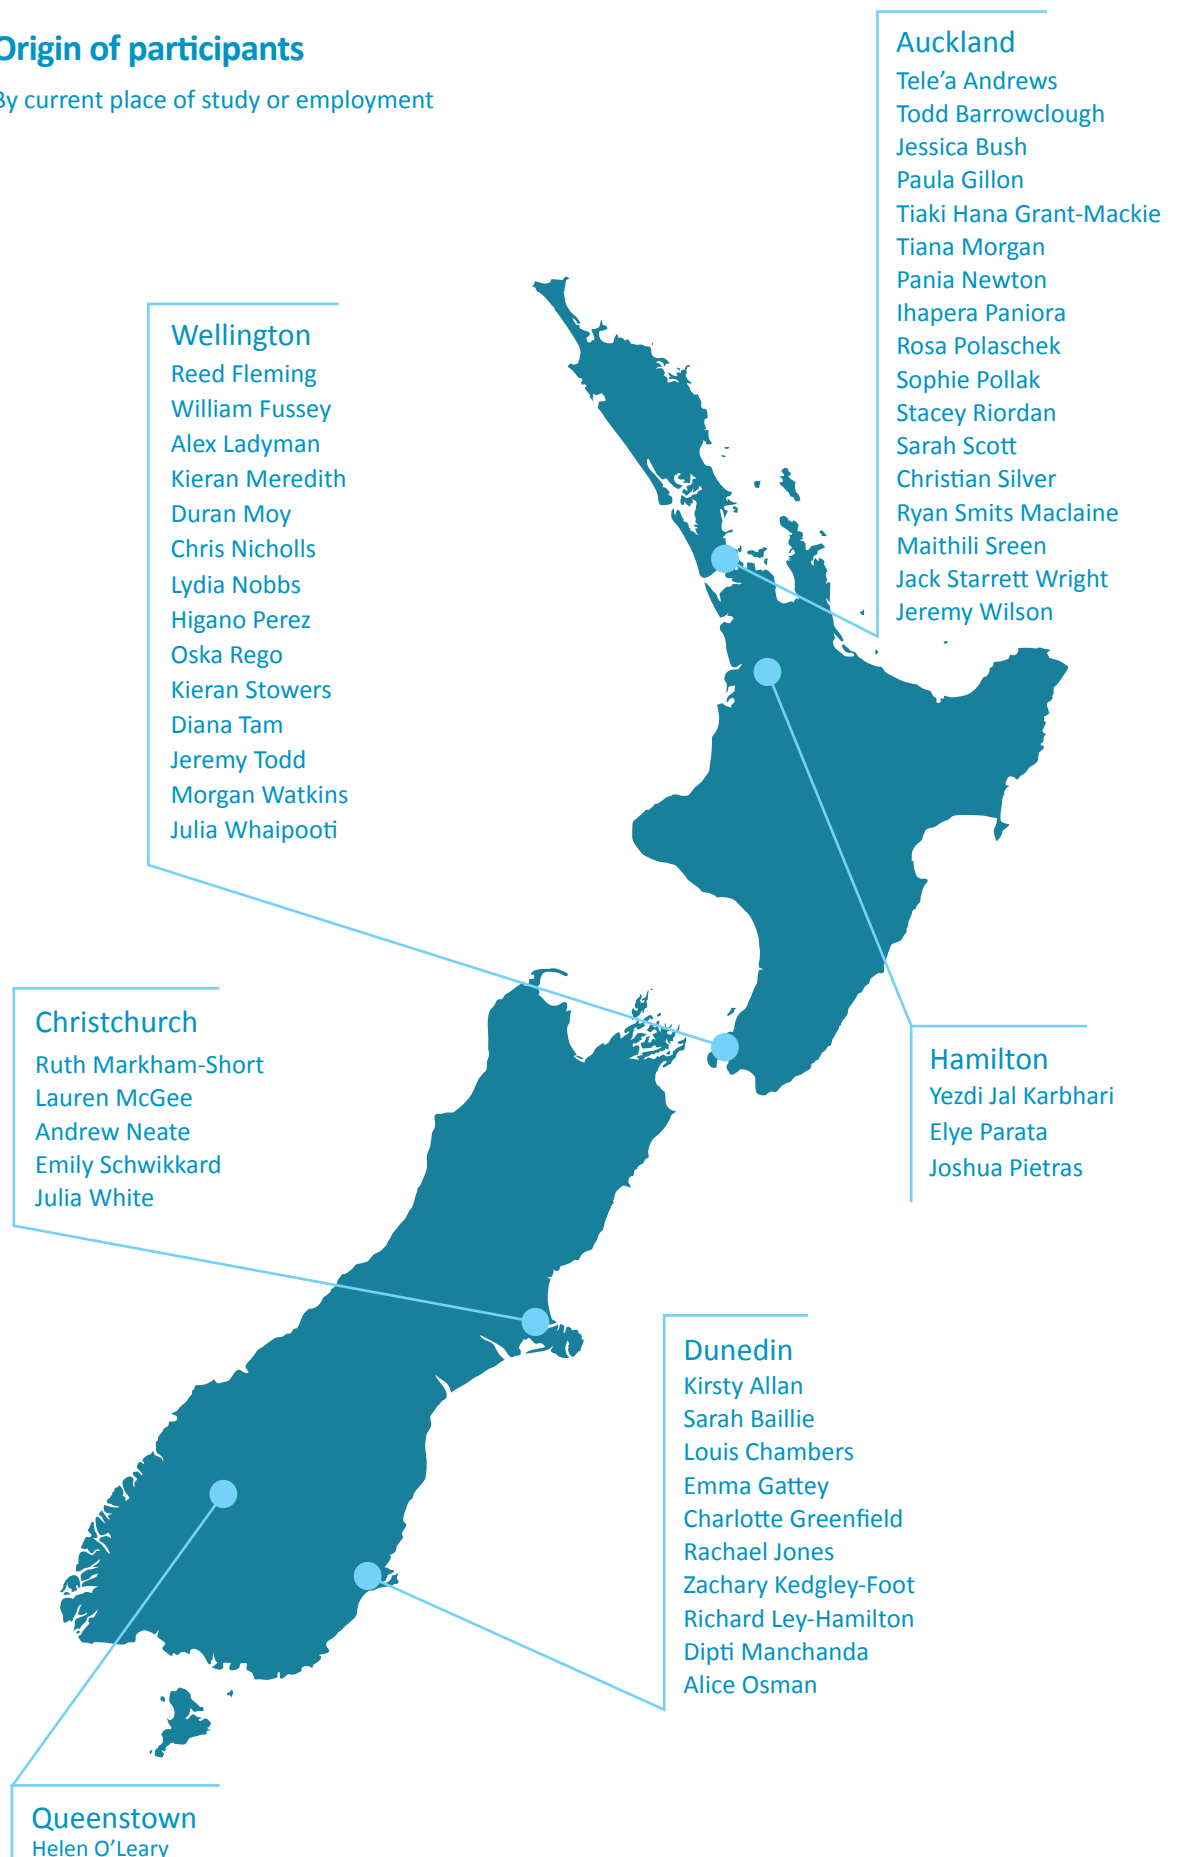 Origin of participants
By current place of study or employment
Auckland
Tele’a Andrews
Todd Barrowclough
Jessica Bush
Paula Gillon
Tiaki Hana Grant-Mackie
Tiana Morgan
Pania Newton
Ihapera Paniora
Rosa Polaschek
Sophie Pollak
Stacey Riordan
Sarah Scott
Christian Silver
Ryan Smits Maclaine
Maithili Sreen
Jack Starrett Wright
Jeremy Wilson
Wellington
Reed Fleming
William Fussey
Alex Ladyman
Kieran Meredith
Duran Moy
Chris Nicholls
Lydia Nobbs
Higano Perez
Oska Rego
Kieran Stowers
Diana Tam
Jeremy Todd
Morgan Watkins
Julia Whaipooti
Christchurch
Ruth Markham-Short
Lauren McGee
Andrew Neate
Emily Schwikkard
Julia White
Hamilton
Yezdi Jal Karbhari
Elye Parata
Joshua Pietras
Dunedin
Kirsty Allan
Sarah Baillie
Louis Chambers
Emma Gattey
Charlotte Greenfield
Rachael Jones
Zachary Kedgley-Foot
Richard Ley-Hamilton
Dipti Manchanda
Alice Osman
Queenstown
Helen O’Leary